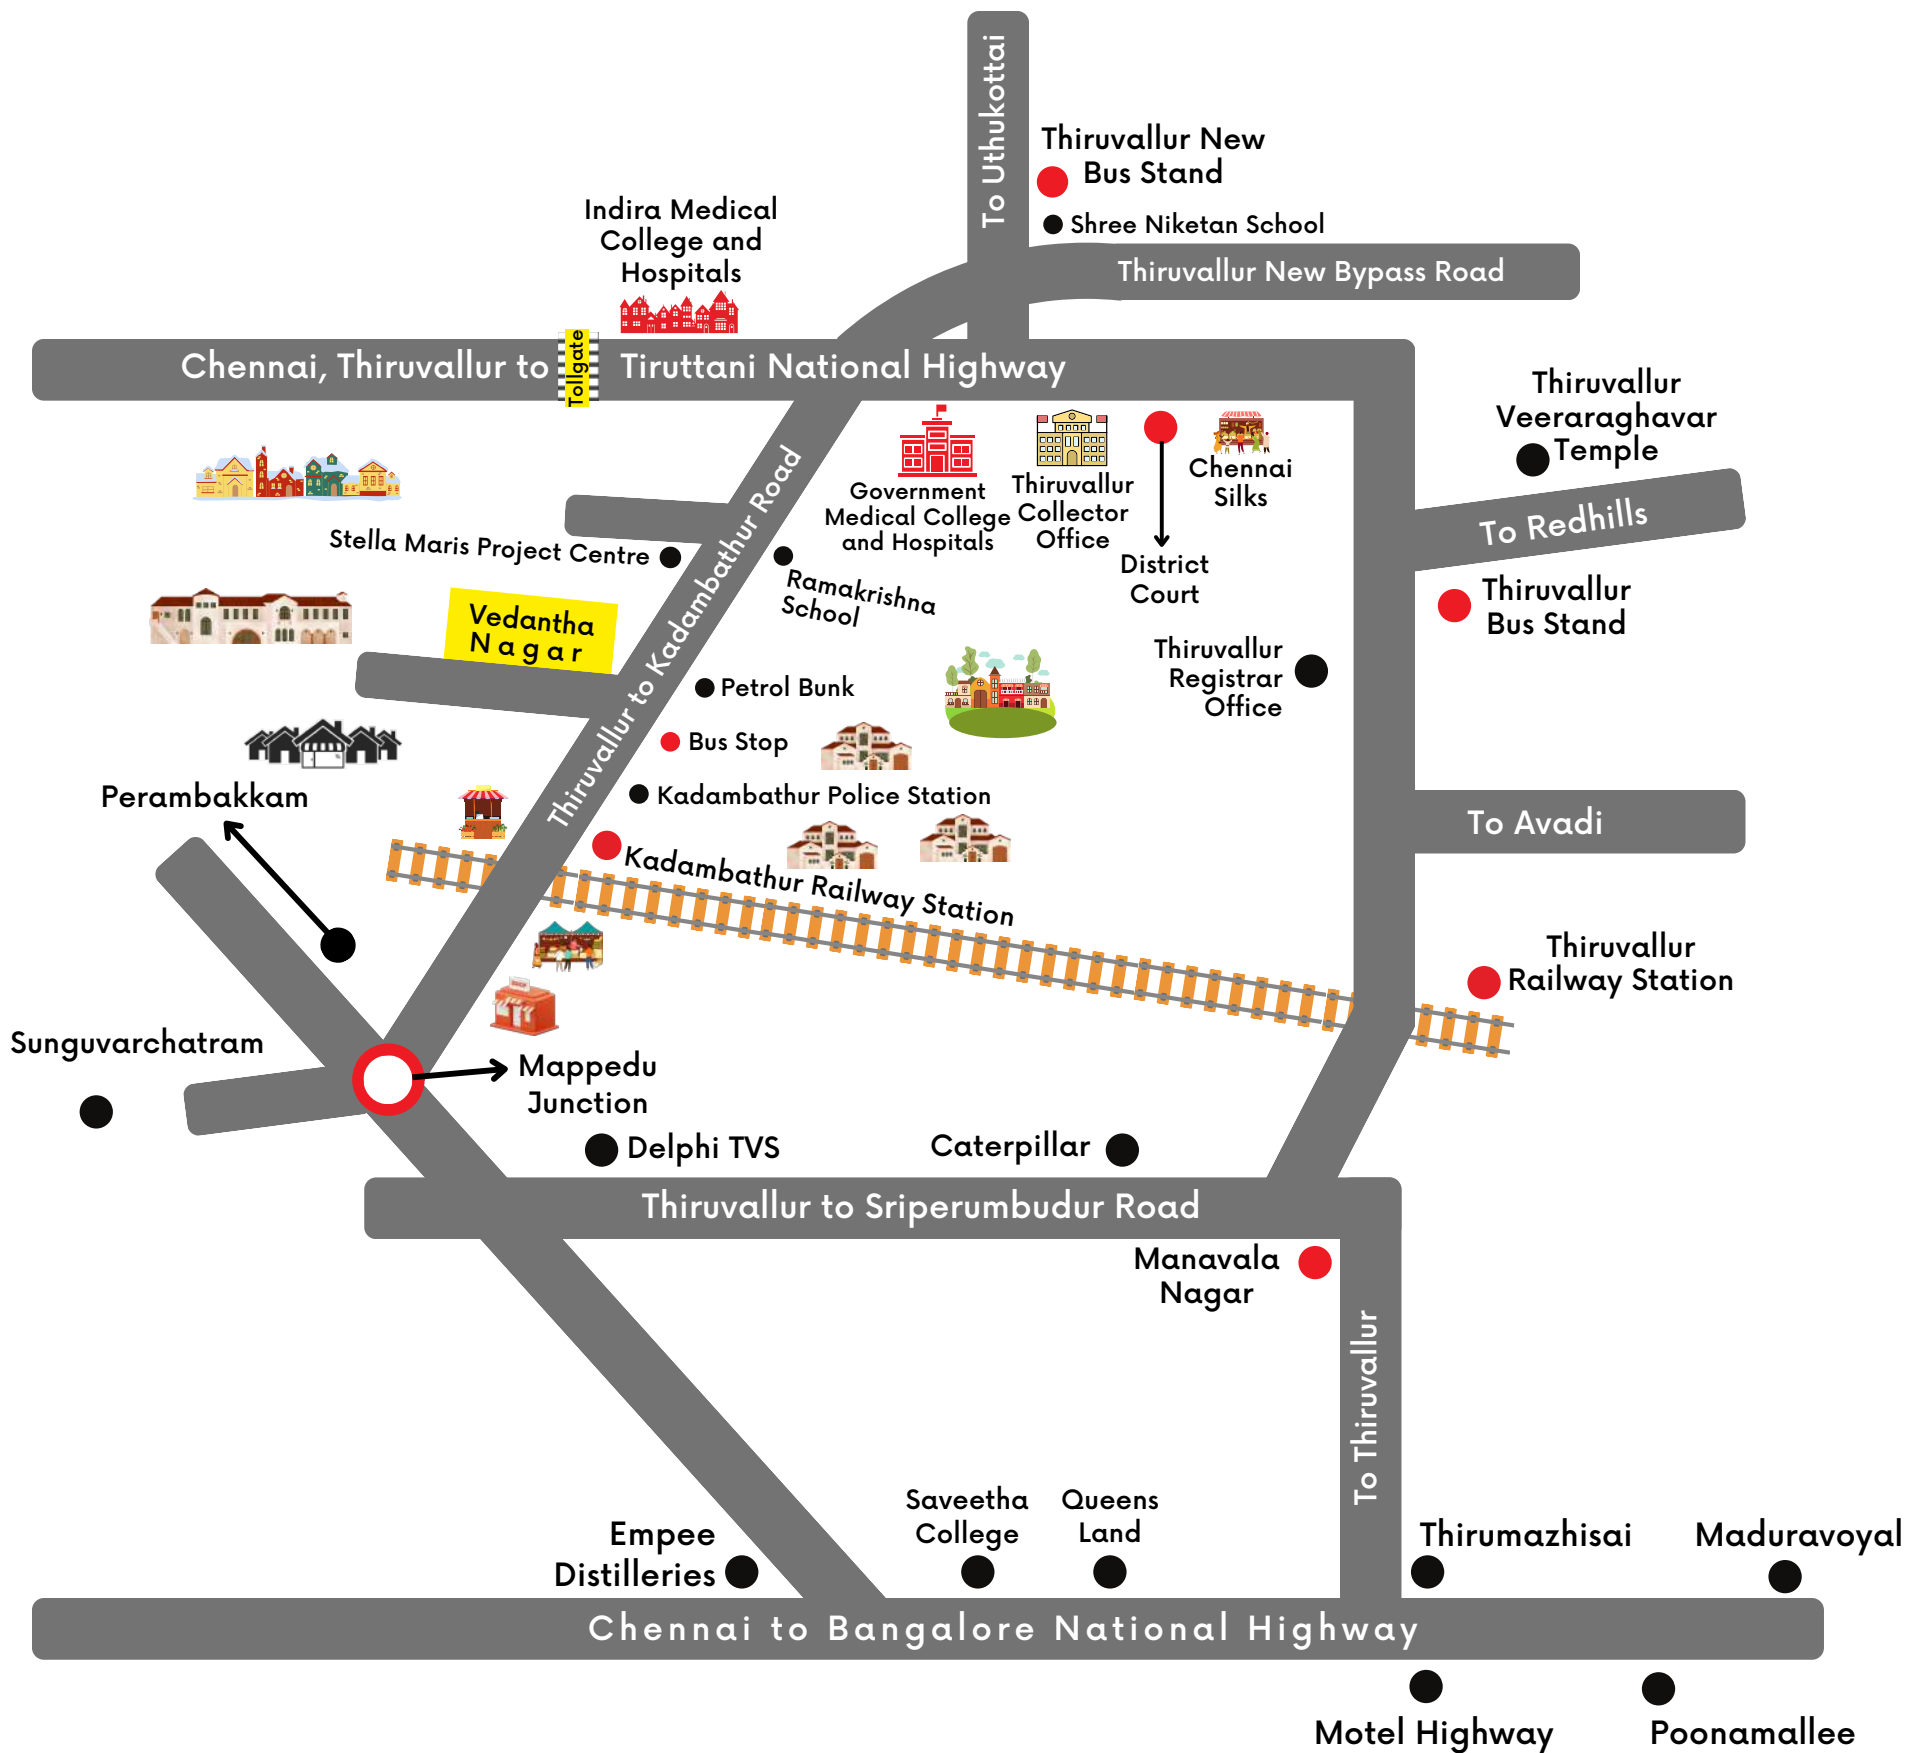 To Uthukottai
Thiruvallur New
Bus Stand
Shree Niketan School
Thiruvallur New Bypass Road
Indira Medical
College and
Hospitals
Chennai, Thiruvallur to
Tollgate
Tiruttani National Highway
Thiruvallur
Veeraraghavar
Temple
To Redhills
Thiruvallur
Bus Stand
Government
Medical College
and Hospitals
Thiruvallur
Collector
Office
District
Court
Chennai
Silks
Thiruvallur to Kadambathur Road
Stella Maris Project Centre
Ramakrishna
School
Vedantha
Nagar
Thiruvallur
Registrar
Office
Petrol Bunk
Bus Stop
Kadambathur Police Station
Perambakkam
To Avadi
Kadambathur Railway Station
Thiruvallur
Railway Station
Sunguvarchatram
Mappedu
Junction
Delphi TVS
Caterpillar
Thiruvallur to Sriperumbudur Road
Manavala
Nagar
To Thiruvallur
Empee
Distilleries
Saveetha
College
Queens
Land
Thirumazhisai
Maduravoyal
Chennai to Bangalore National Highway
Motel Highway
Poonamallee